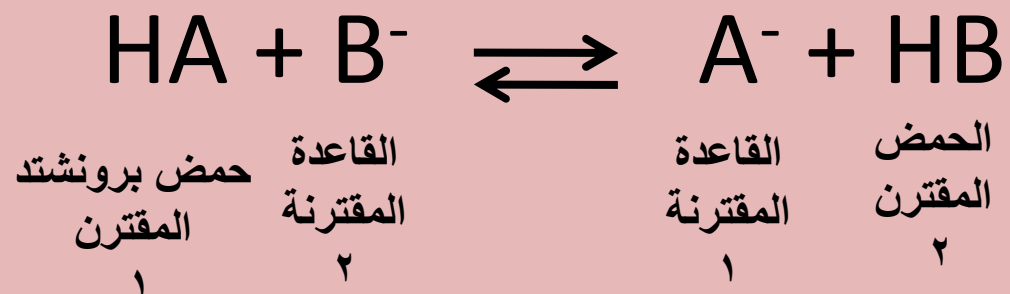 HA + B⁻ ⇌ A⁻ + HB
حمض برونشتد
المقترن
١
القاعدة
المقترنة
٢
القاعدة
المقترنة
١
الحمض
المقترن
٢